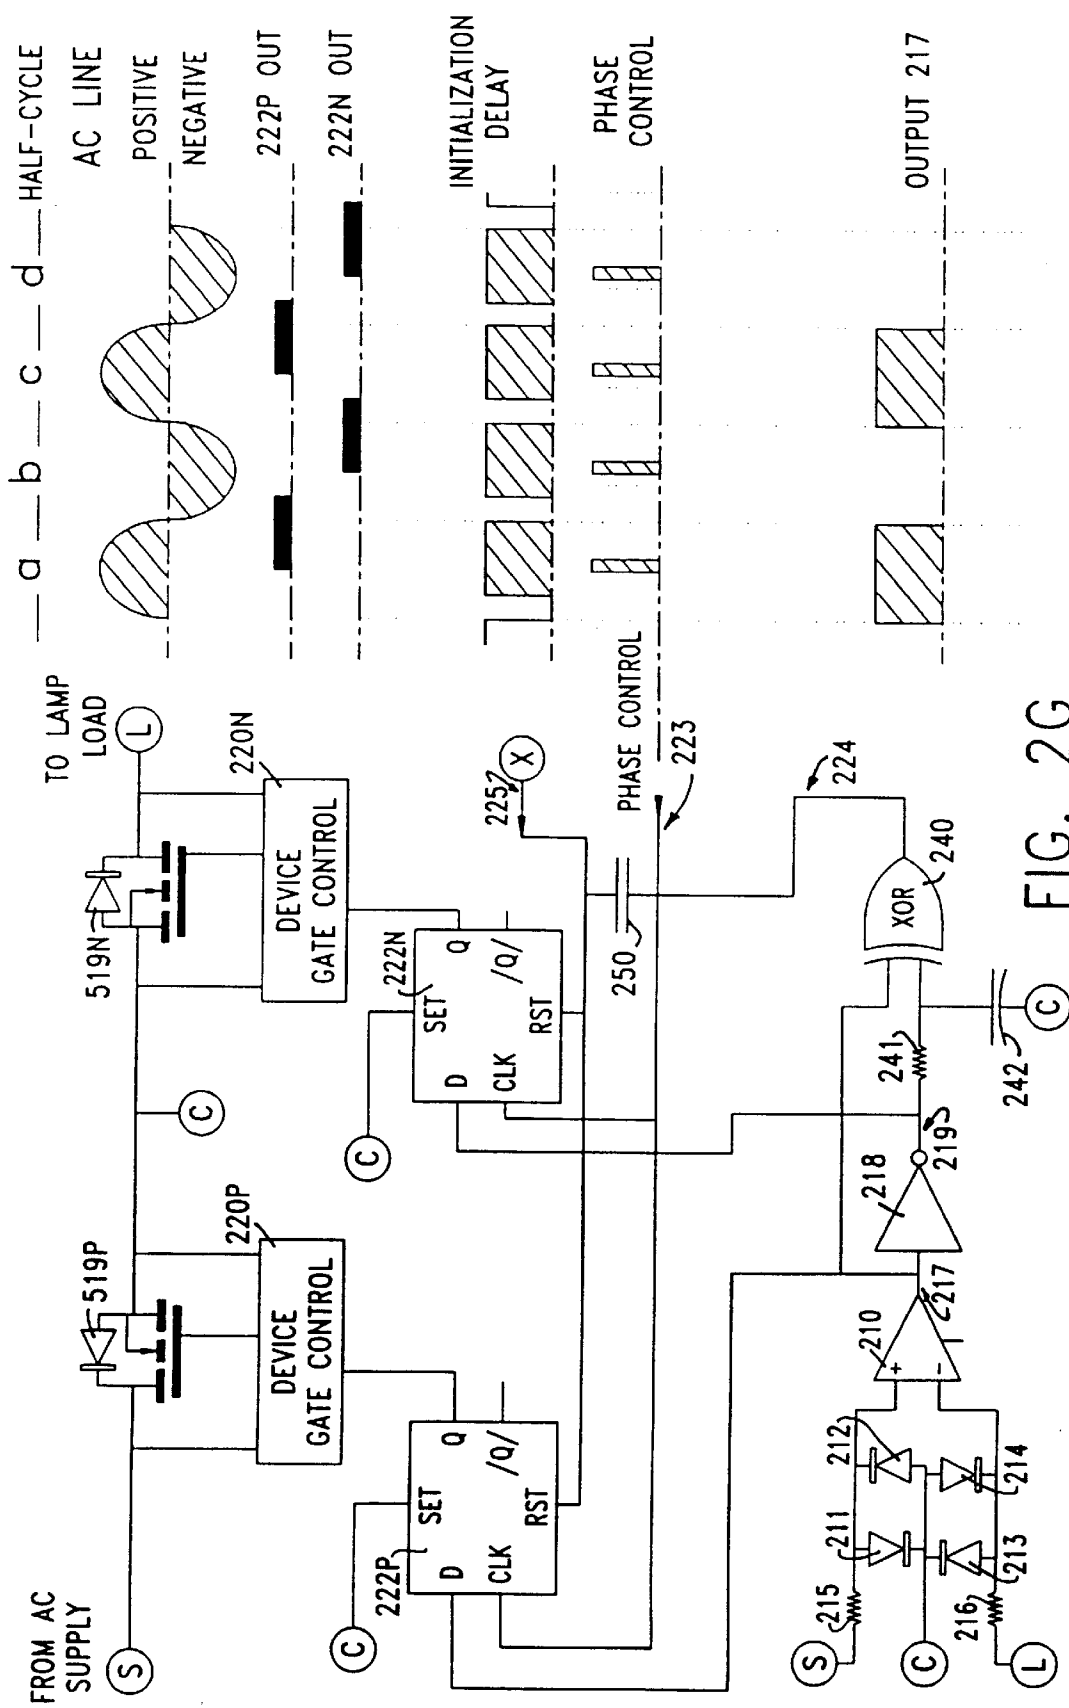 FROM AC
SUPPLY
S
519P
C
519N
TO LAMP
LOAD
L
220P
DEVICE
GATE CONTROL
220N
DEVICE
GATE CONTROL
C
222P
SET
D
Q
CLK
/Q/
RST
C
222N
SET
D
Q
CLK
/Q/
RST
225
X
250
PHASE CONTROL
223
224
S
215
211
212
C
216
213
214
L
210
+
-
217
218
219
241
242
C
XOR
240
a b c d HALF-CYCLE
AC LINE
POSITIVE
NEGATIVE
222P OUT
222N OUT
INITIALIZATION
DELAY
PHASE
CONTROL
OUTPUT 217
FIG. 2G